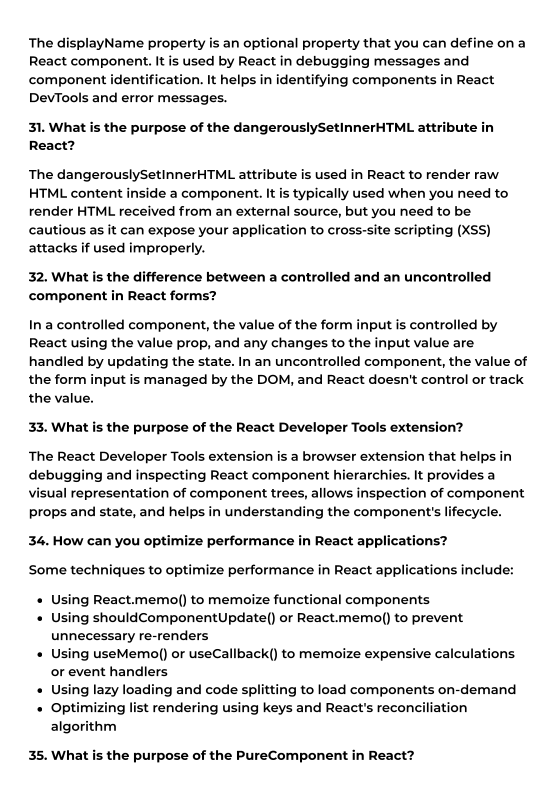 The displayName property is an optional property that you can define on a
React component. It is used by React in debugging messages and
component identification. It helps in identifying components in React
DevTools and error messages.
31. What is the purpose of the dangerouslySetInnerHTML attribute in
React?
The dangerouslySetInnerHTML attribute is used in React to render raw
HTML content inside a component. It is typically used when you need to
render HTML received from an external source, but you need to be
cautious as it can expose your application to cross-site scripting (XSS)
attacks if used improperly.
32. What is the difference between a controlled and an uncontrolled
component in React forms?
In a controlled component, the value of the form input is controlled by
React using the value prop, and any changes to the input value are
handled by updating the state. In an uncontrolled component, the value of
the form input is managed by the DOM, and React doesn't control or track
the value.
33. What is the purpose of the React Developer Tools extension?
The React Developer Tools extension is a browser extension that helps in
debugging and inspecting React component hierarchies. It provides a
visual representation of component trees, allows inspection of component
props and state, and helps in understanding the component's lifecycle.
34. How can you optimize performance in React applications?
Some techniques to optimize performance in React applications include:
• Using React.memo() to memoize functional components
• Using shouldComponentUpdate() or React.memo() to prevent
unnecessary re-renders
• Using useMemo() or useCallback() to memoize expensive calculations
or event handlers
• Using lazy loading and code splitting to load components on-demand
• Optimizing list rendering using keys and React's reconciliation
algorithm
35. What is the purpose of the PureComponent in React?